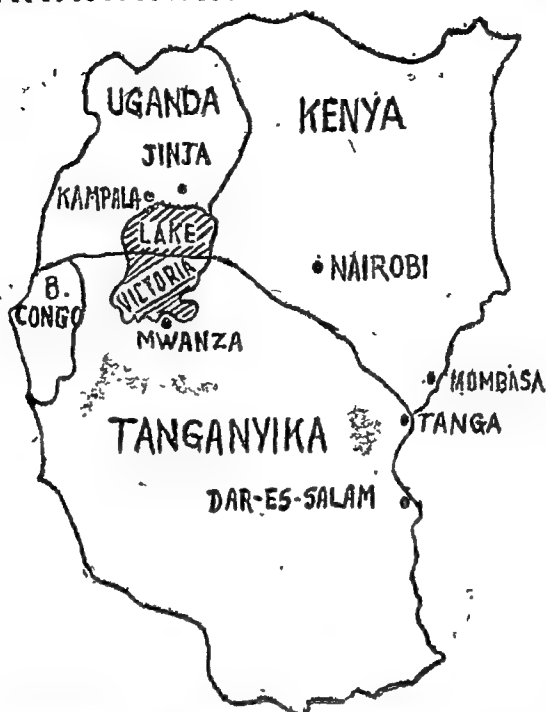 UGANDA
KENYA
JINJA
KAMPALA
LAKE
VICTORIA
NAIROBI
B.
CONGO
MWANZA
MOMBASA
TANGA
TANGANYIKA
DAR-ES-SALAM